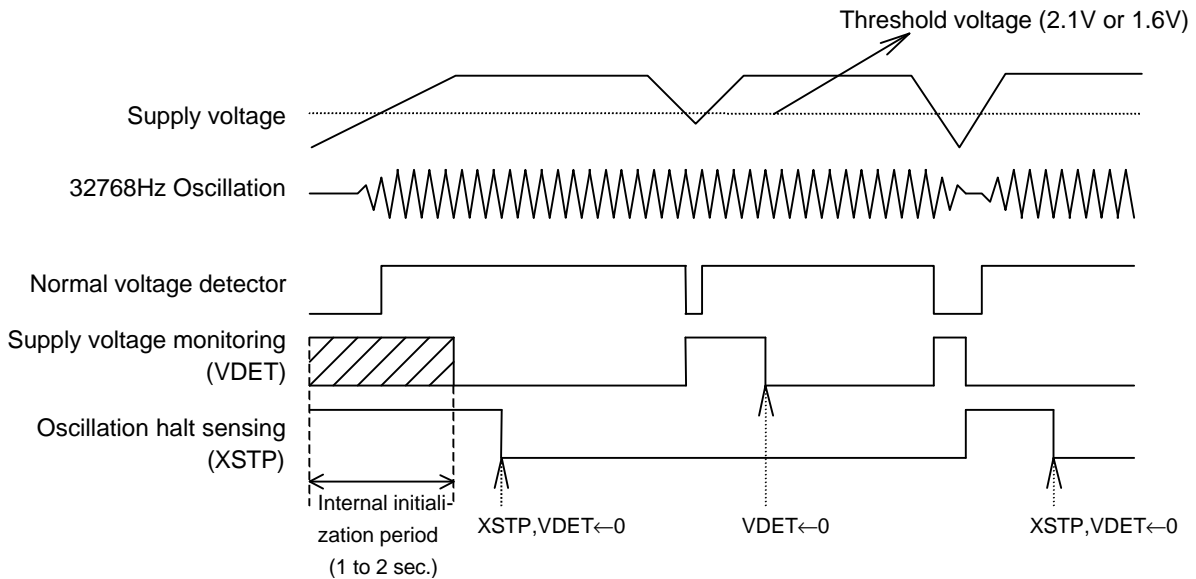 Threshold voltage (2.1V or 1.6V)
Supply voltage
32768Hz Oscillation
Normal voltage detector
Supply voltage monitoring
(VDET)
Oscillation halt sensing
(XSTP)
Internal initiali-
zation period
(1 to 2 sec.)
XSTP,VDET←0
VDET←0
XSTP,VDET←0